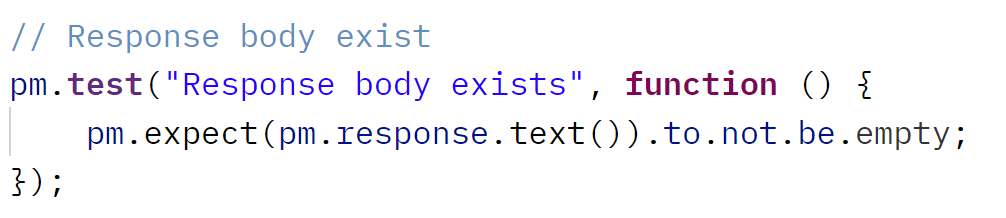 // Response body exist
pm.test("Response body exists", function () {
    pm.expect(pm.response.text()).to.not.be.empty;
});